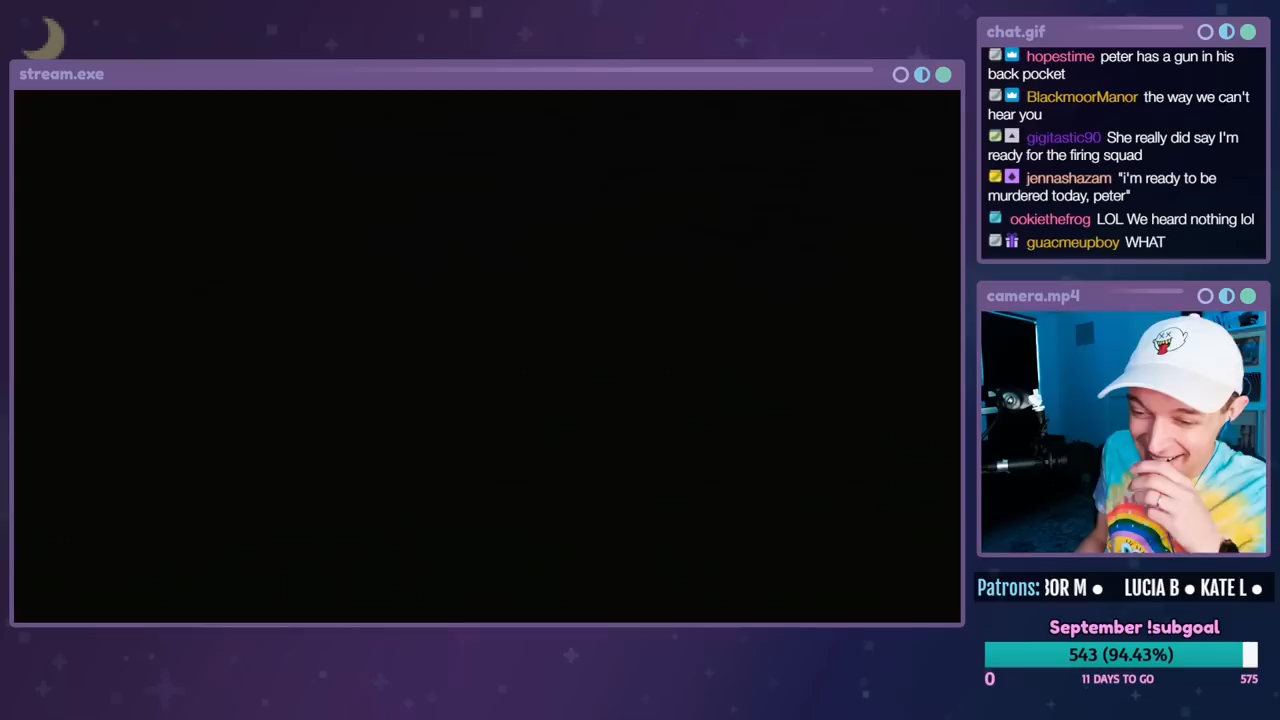 stream.exe
chat.gif
hopestime peter has a gun in his
back pocket
BlackmoorManor the way we can't
hear you
gigitastic90 She really did say I'm
ready for the firing squad
jennashazam "i'm ready to be
murdered today, peter"
ookiethefrog LOL We heard nothing lol
guacmeupboy WHAT
camera.mp4
Patrons: BOR M ● LUCIA B ● KATE L ●
September !subgoal
543 (94.43%)
0 11 DAYS TO GO 575